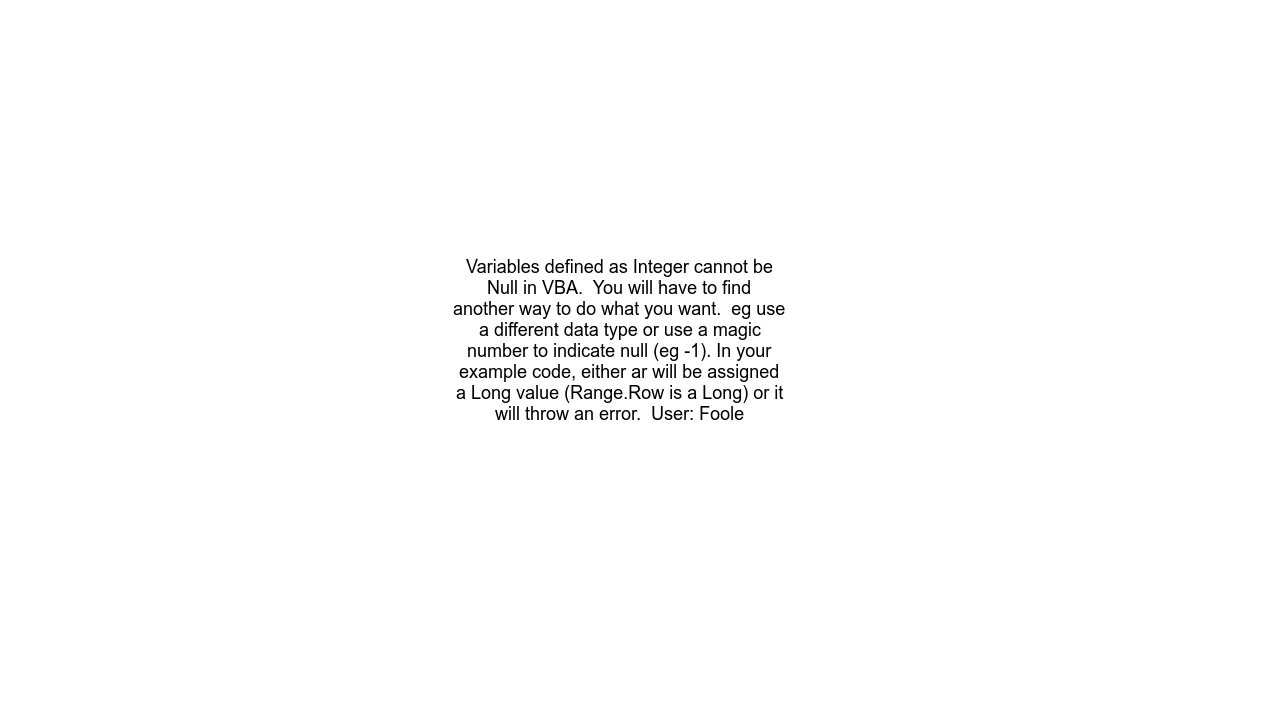 Variables defined as Integer cannot be
Null in VBA.  You will have to find
another way to do what you want.  eg use
a different data type or use a magic
number to indicate null (eg -1). In your
example code, either ar will be assigned
a Long value (Range.Row is a Long) or it
will throw an error.  User: Foole